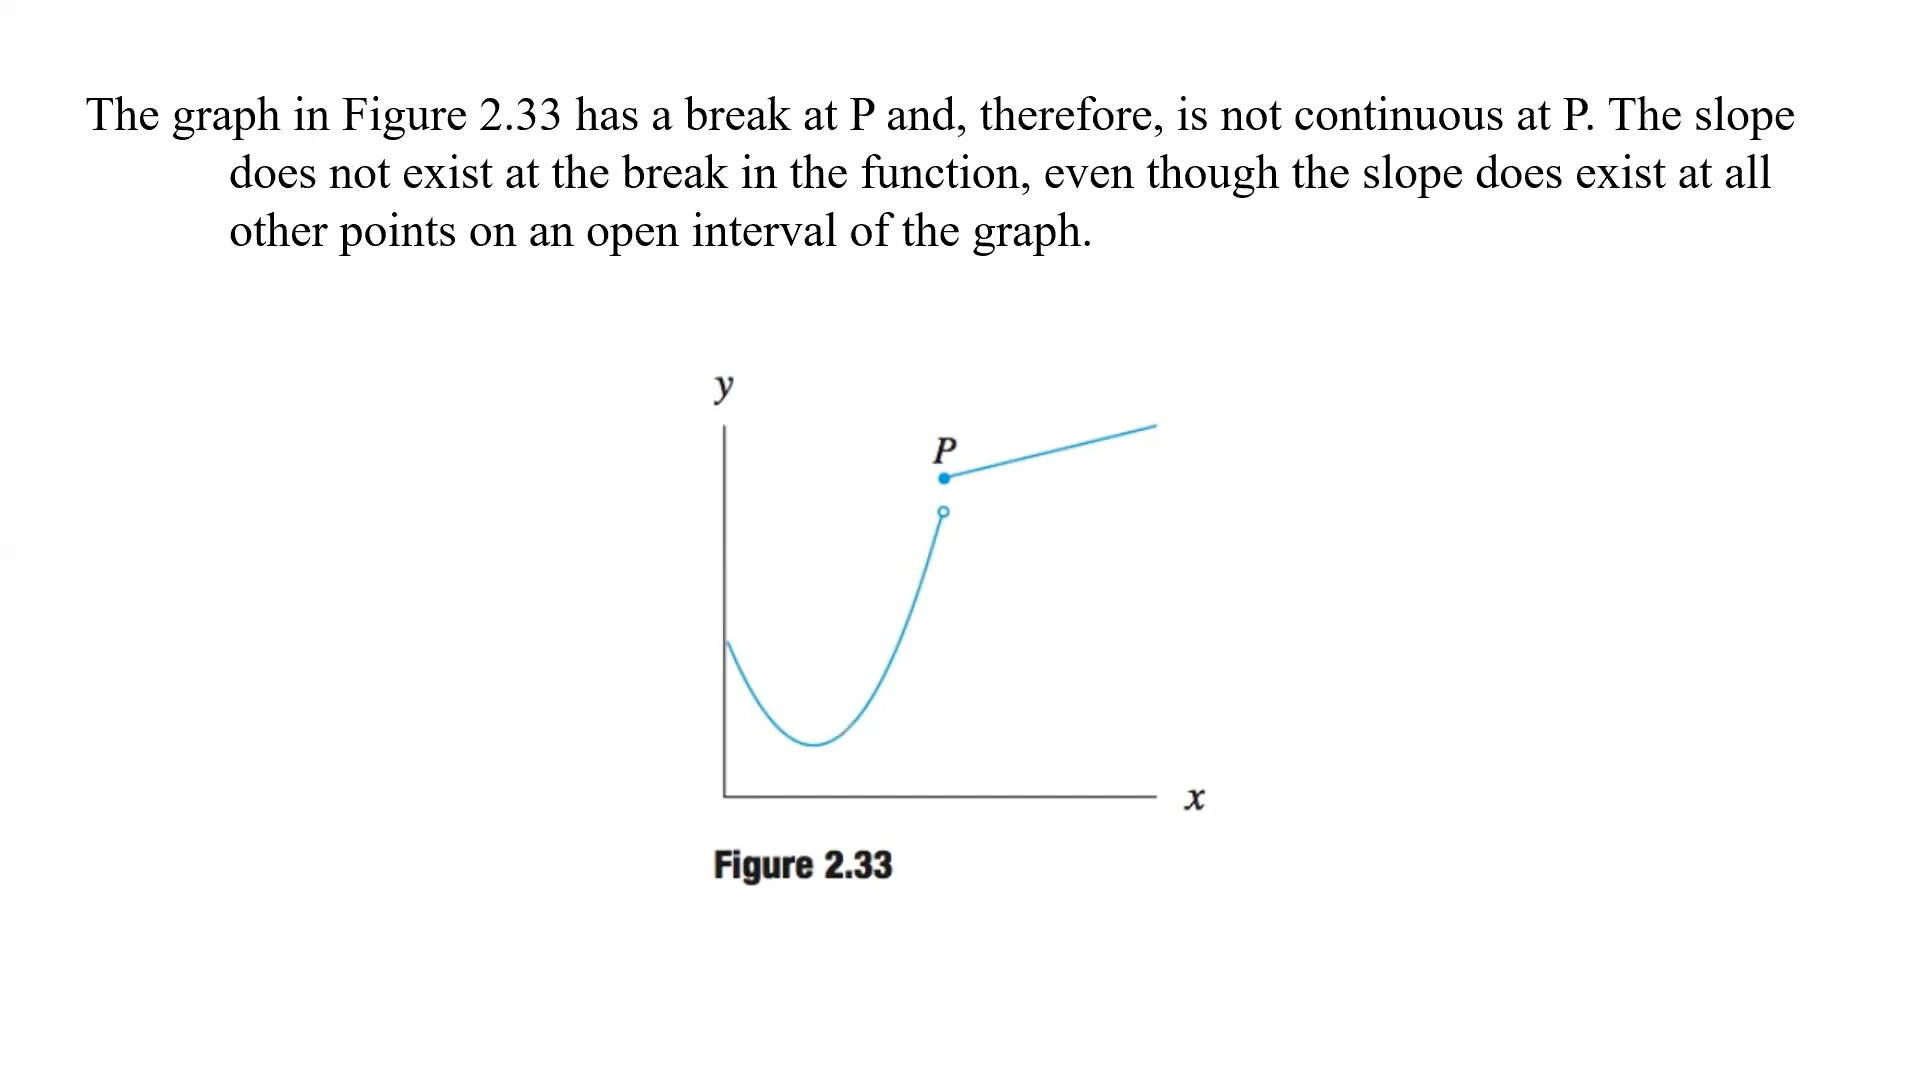 The graph in Figure 2.33 has a break at P and, therefore, is not continuous at P. The slope
does not exist at the break in the function, even though the slope does exist at all
other points on an open interval of the graph.
y
P
x
Figure 2.33